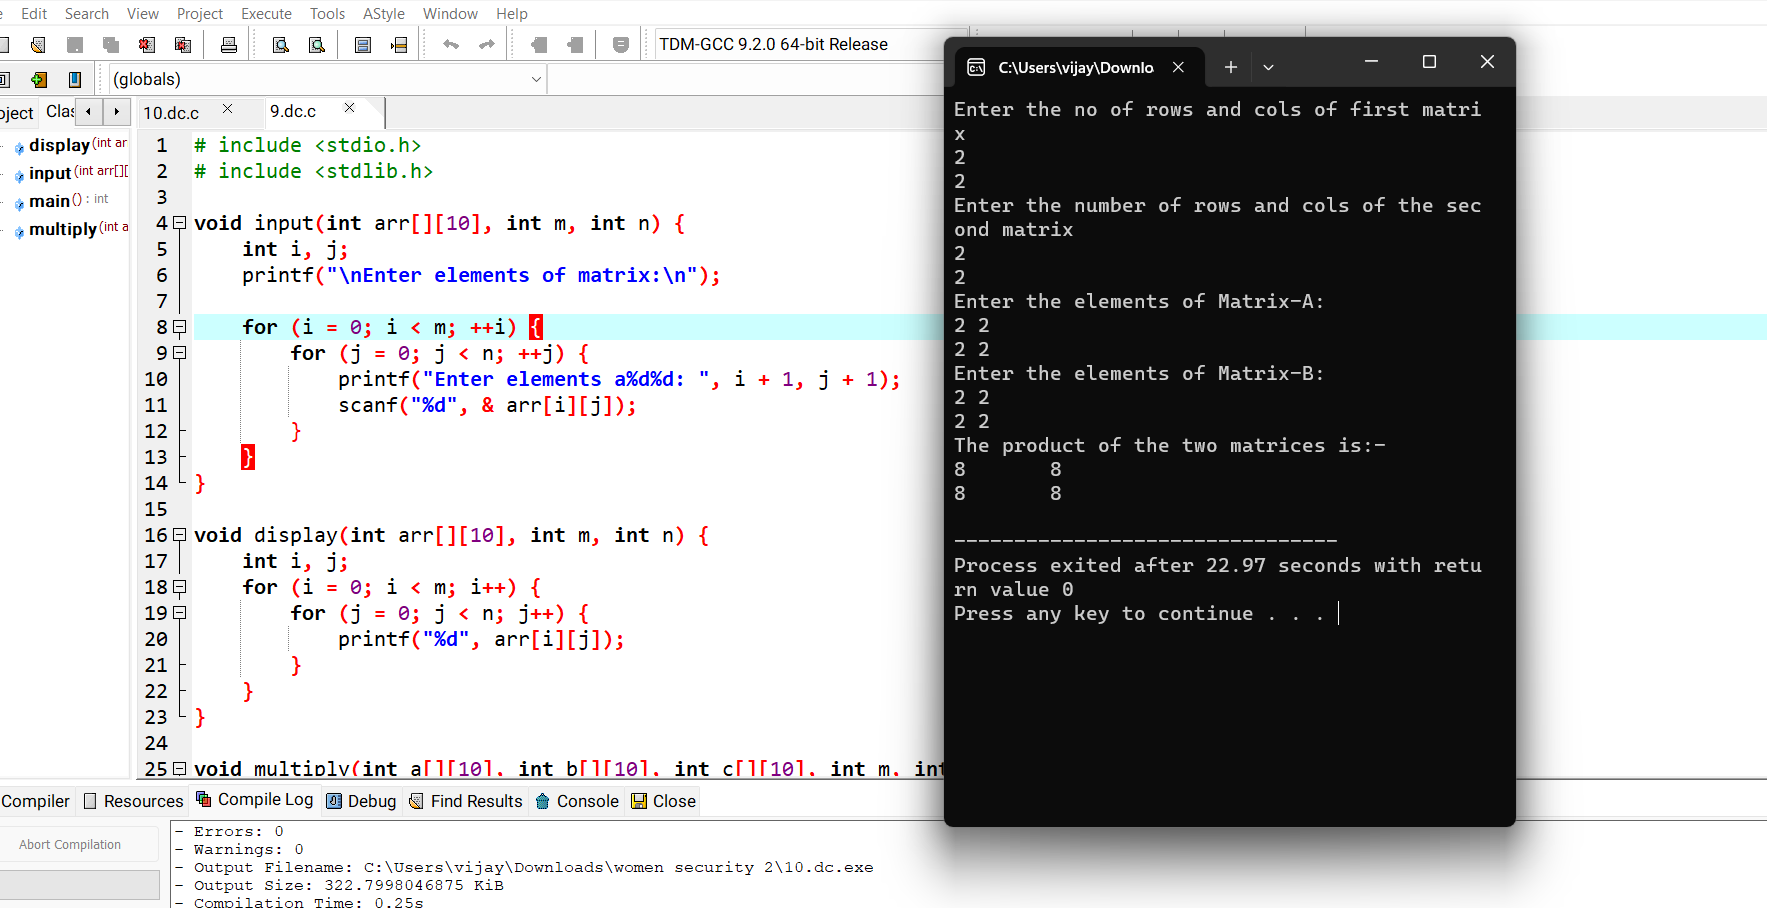 Edit Search View Project Execute Tools AStyle Window Help
TDM-GCC 9.2.0 64-bit Release
(globals)
oject Clas
10.dc.c 9.dc.c
display (int ar
input (int arr[][
main () : int
multiply (int a
1 # include <stdio.h>
2 # include <stdlib.h>
3
4 void input(int arr[][10], int m, int n) {
5 int i, j;
6 printf("\nEnter elements of matrix:\n");
7
8 for (i = 0; i < m; ++i) {
9 for (j = 0; j < n; ++j) {
10 printf("Enter elements a%d%d: ", i + 1, j + 1);
11 scanf("%d", & arr[i][j]);
12 }
13 }
14 }
15
16 void display(int arr[][10], int m, int n) {
17 int i, j;
18 for (i = 0; i < m; i++) {
19 for (j = 0; j < n; j++) {
20 printf("%d", arr[i][j]);
21 }
22 }
23 }
24
25 void multiply(int a[][10], int b[][10], int c[][10], int m, int
C:\Users\vijay\Downlo
Enter the no of rows and cols of first matri
x
2
2
Enter the number of rows and cols of the sec
ond matrix
2
2
Enter the elements of Matrix-A:
2 2
2 2
Enter the elements of Matrix-B:
2 2
2 2
The product of the two matrices is:-
8 8
8 8
--------------------------------
Process exited after 22.97 seconds with retu
rn value 0
Press any key to continue . . .
Compiler Resources Compile Log Debug Find Results Console Close
Abort Compilation
- Errors: 0
- Warnings: 0
- Output Filename: C:\Users\vijay\Downloads\women security 2\10.dc.exe
- Output Size: 322.7998046875 KiB
- Compilation Time: 0.25s